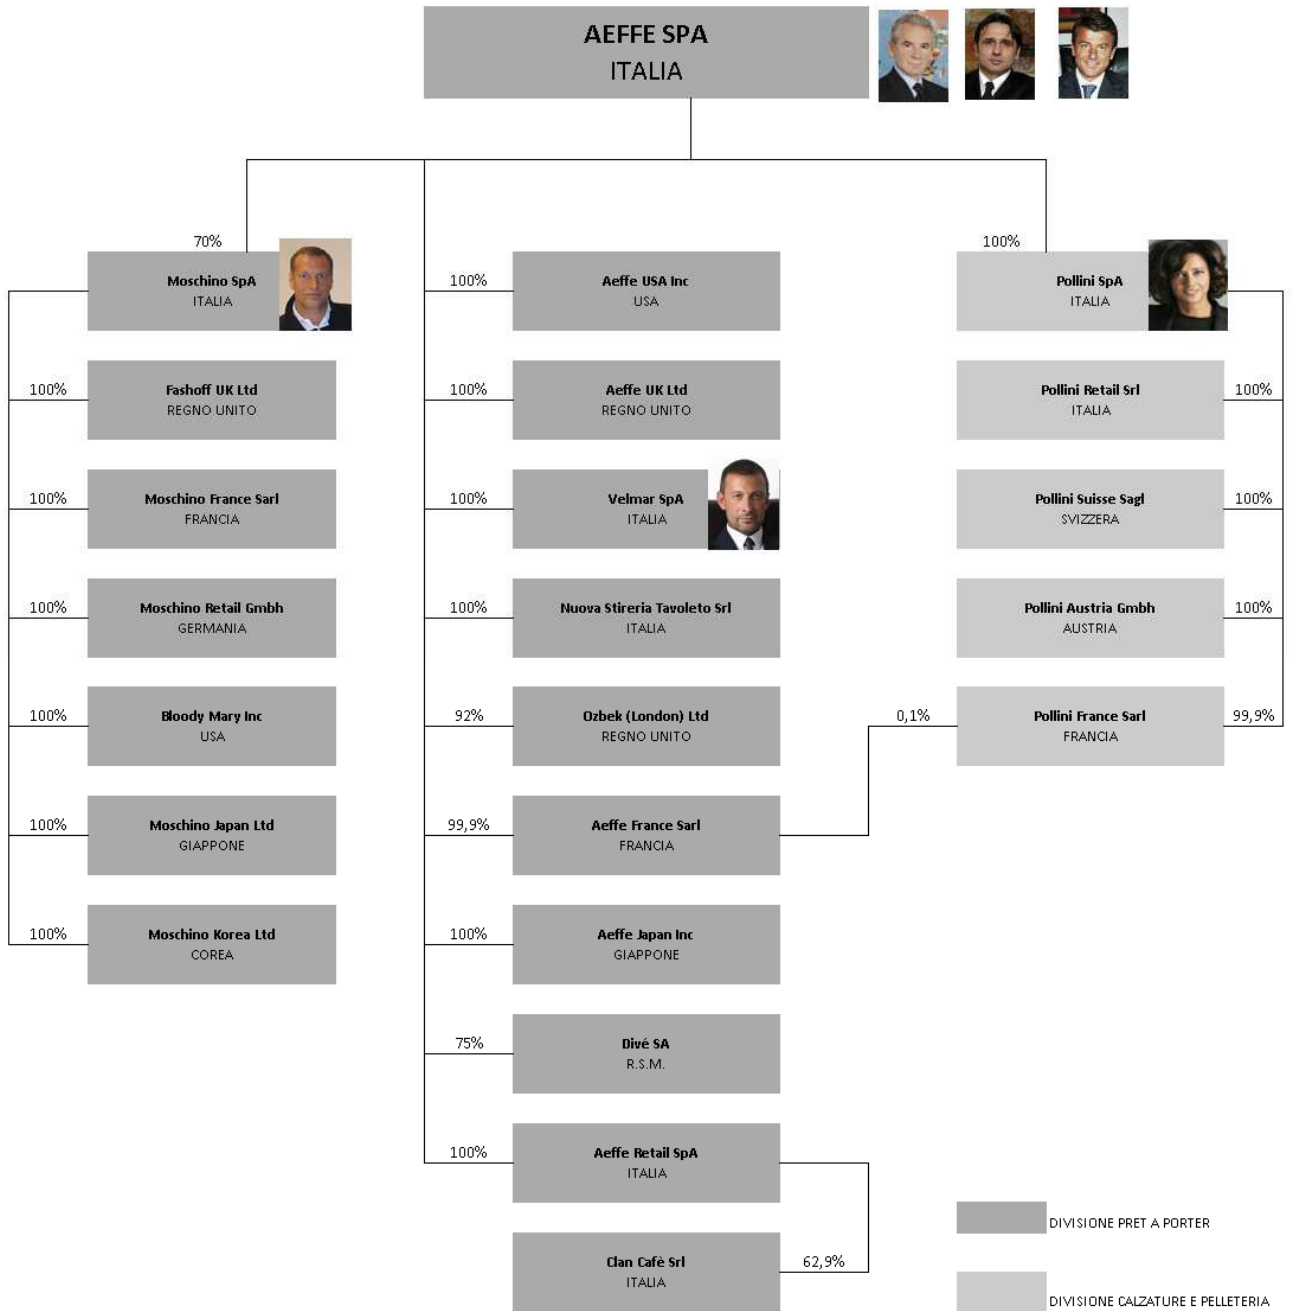 AEFFE SPA
ITALIA
70%
Moschino SpA
ITALIA
100%
Fashoff UK Ltd
REGNO UNITO
100%
Moschino France Sarl
FRANCIA
100%
Moschino Retail Gmbh
GERMANIA
100%
Bloody Mary Inc
USA
100%
Moschino Japan Ltd
GIAPPONE
100%
Moschino Korea Ltd
COREA
100%
Aeffe USA Inc
USA
100%
Aeffe UK Ltd
REGNO UNITO
100%
Velmar SpA
ITALIA
100%
Nuova Stireria Tavoleto Srl
ITALIA
92%
Ozbek (London) Ltd
REGNO UNITO
99,9%
Aeffe France Sarl
FRANCIA
100%
Aeffe Japan Inc
GIAPPONE
75%
Divé SA
R.S.M.
100%
Aeffe Retail SpA
ITALIA
Clan Cafè Srl
ITALIA
62,9%
100%
Pollini SpA
ITALIA
Pollini Retail Srl
ITALIA
100%
Pollini Suisse Sagl
SVIZZERA
100%
Pollini Austria Gmbh
AUSTRIA
100%
0,1%
Pollini France Sarl
FRANCIA
99,9%
DIVISIONE PRET A PORTER
DIVISIONE CALZATURE E PELLETERIA